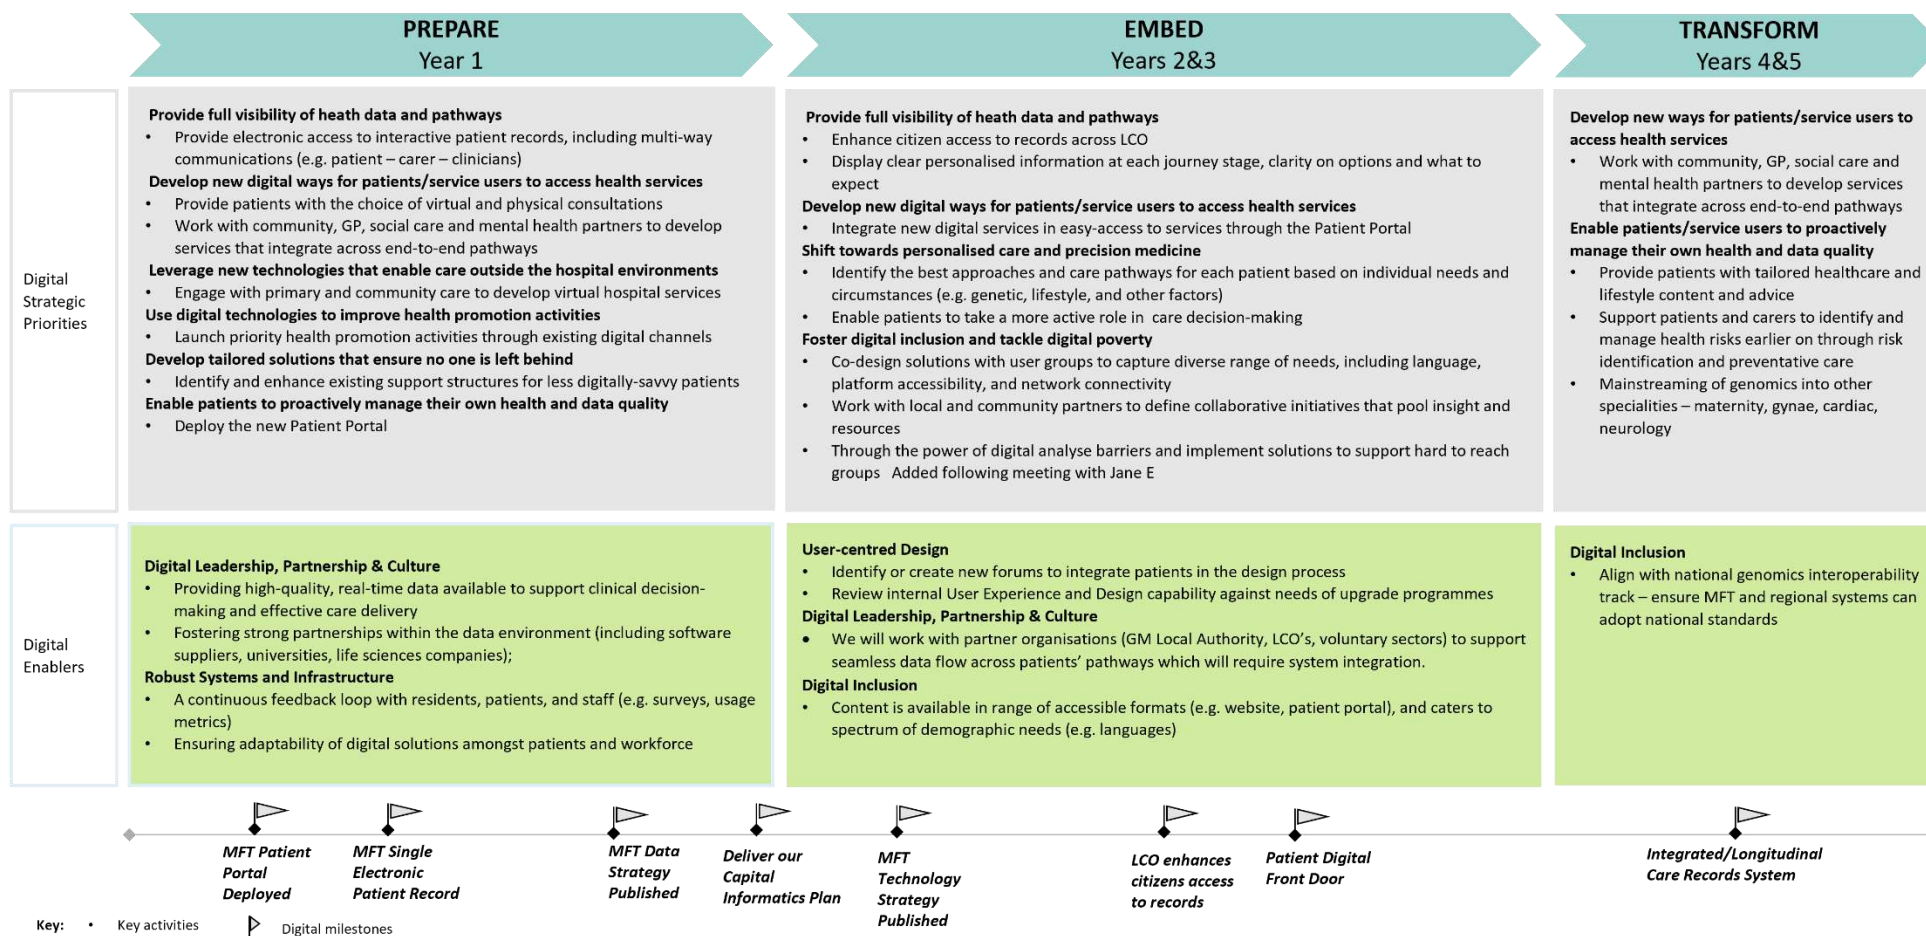 PREPARE
Year 1
EMBED
Years 2&3
TRANSFORM
Years 4&5
Digital
Strategic
Priorities
Provide full visibility of heath data and pathways
• Provide electronic access to interactive patient records, including multi-way
communications (e.g. patient – carer – clinicians)
Develop new digital ways for patients/service users to access health services
• Provide patients with the choice of virtual and physical consultations
• Work with community, GP, social care and mental health partners to develop
services that integrate across end-to-end pathways
Leverage new technologies that enable care outside the hospital environments
• Engage with primary and community care to develop virtual hospital services
Use digital technologies to improve health promotion activities
• Launch priority health promotion activities through existing digital channels
Develop tailored solutions that ensure no one is left behind
• Identify and enhance existing support structures for less digitally-savvy patients
Enable patients to proactively manage their own health and data quality
• Deploy the new Patient Portal
Provide full visibility of heath data and pathways
• Enhance citizen access to records across LCO
• Display clear personalised information at each journey stage, clarity on options and what to
expect
Develop new digital ways for patients/service users to access health services
• Integrate new digital services in easy-access to services through the Patient Portal
Shift towards personalised care and precision medicine
• Identify the best approaches and care pathways for each patient based on individual needs and
circumstances (e.g. genetic, lifestyle, and other factors)
• Enable patients to take a more active role in care decision-making
Foster digital inclusion and tackle digital poverty
• Co-design solutions with user groups to capture diverse range of needs, including language,
platform accessibility, and network connectivity
• Work with local and community partners to define collaborative initiatives that pool insight and
resources
• Through the power of digital analyse barriers and implement solutions to support hard to reach
groups Added following meeting with Jane E
Develop new ways for patients/service users to
access health services
• Work with community, GP, social care and
mental health partners to develop services
that integrate across end-to-end pathways
Enable patients/service users to proactively
manage their own health and data quality
• Provide patients with tailored healthcare and
lifestyle content and advice
• Support patients and carers to identify and
manage health risks earlier on through risk
identification and preventative care
• Mainstreaming of genomics into other
specialities – maternity, gynae, cardiac,
neurology
Digital
Enablers
Digital Leadership, Partnership & Culture
• Providing high-quality, real-time data available to support clinical decision-
making and effective care delivery
• Fostering strong partnerships within the data environment (including software
suppliers, universities, life sciences companies);
Robust Systems and Infrastructure
• A continuous feedback loop with residents, patients, and staff (e.g. surveys, usage
metrics)
• Ensuring adaptability of digital solutions amongst patients and workforce
User-centred Design
• Identify or create new forums to integrate patients in the design process
• Review internal User Experience and Design capability against needs of upgrade programmes
Digital Leadership, Partnership & Culture
• We will work with partner organisations (GM Local Authority, LCO's, voluntary sectors) to support
seamless data flow across patients' pathways which will require system integration.
Digital Inclusion
• Content is available in range of accessible formats (e.g. website, patient portal), and caters to
spectrum of demographic needs (e.g. languages)
Digital Inclusion
• Align with national genomics interoperability
track – ensure MFT and regional systems can
adopt national standards
MFT Patient
Portal
Deployed
MFT Single
Electronic
Patient Record
MFT Data
Strategy
Published
Deliver our
Capital
Informatics Plan
MFT
Technology
Strategy
Published
LCO enhances
citizens access
to records
Patient Digital
Front Door
Integrated/Longitudinal
Care Records System
Key: • Key activities
Digital milestones